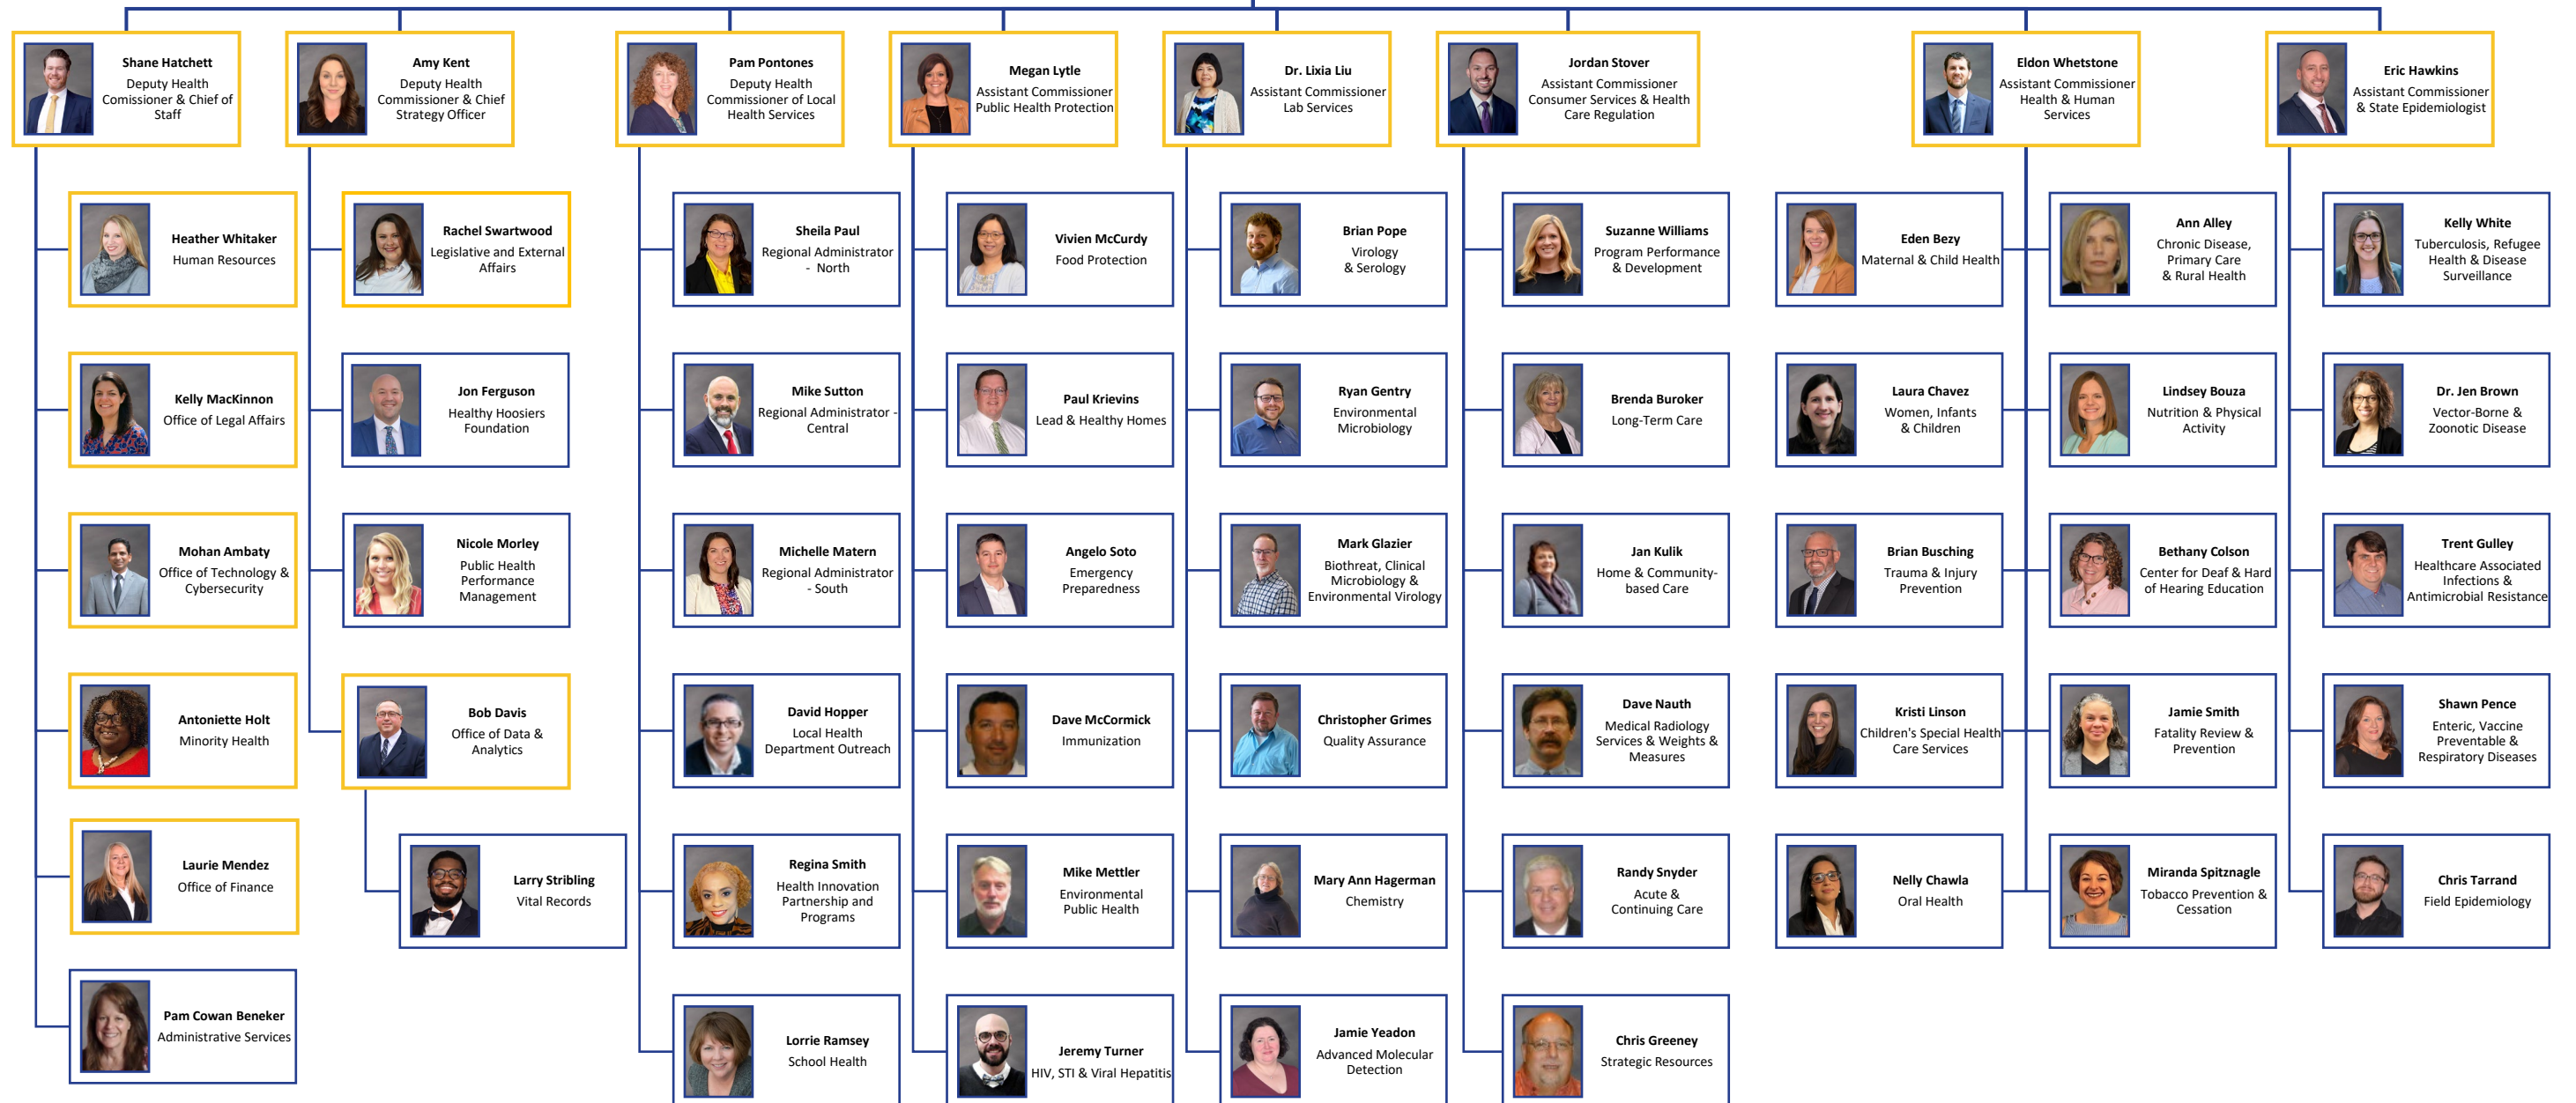 Shane Hatchett
Deputy Health
Comissioner & Chief of
Staff
Amy Kent
Deputy Health
Commissioner & Chief
Strategy Officer
Pam Pontones
Deputy Health
Commissioner of Local
Health Services
Megan Lytle
Assistant Commissioner
Public Health Protection
Dr. Lixia Liu
Assistant Commissioner
Lab Services
Jordan Stover
Assistant Commissioner
Consumer Services & Health
Care Regulation
Eldon Whetstone
Assistant Commissioner
Health & Human
Services
Eric Hawkins
Assistant Commissioner
& State Epidemiologist
Heather Whitaker
Human Resources
Rachel Swartwood
Legislative and External
Affairs
Sheila Paul
Regional Administrator
- North
Vivien McCurdy
Food Protection
Brian Pope
Virology
& Serology
Suzanne Williams
Program Performance
& Development
Eden Bezy
Maternal & Child Health
Ann Alley
Chronic Disease,
Primary Care
& Rural Health
Kelly White
Tuberculosis, Refugee
Health & Disease
Surveillance
Kelly MacKinnon
Office of Legal Affairs
Jon Ferguson
Healthy Hoosiers
Foundation
Mike Sutton
Regional Administrator -
Central
Paul Krievins
Lead & Healthy Homes
Ryan Gentry
Environmental
Microbiology
Brenda Buroker
Long-Term Care
Laura Chavez
Women, Infants
& Children
Lindsey Bouza
Nutrition & Physical
Activity
Dr. Jen Brown
Vector-Borne &
Zoonotic Disease
Mohan Ambaty
Office of Technology &
Cybersecurity
Nicole Morley
Public Health
Performance
Management
Michelle Matern
Regional Administrator
- South
Angelo Soto
Emergency
Preparedness
Mark Glazier
Biothreat, Clinical
Microbiology &
Environmental Virology
Jan Kulik
Home & Community-
based Care
Brian Busching
Trauma & Injury
Prevention
Bethany Colson
Center for Deaf & Hard
of Hearing Education
Trent Gulley
Healthcare Associated
Infections &
Antimicrobial Resistance
Antoniette Holt
Minority Health
Bob Davis
Office of Data &
Analytics
David Hopper
Local Health
Department Outreach
Dave McCormick
Immunization
Christopher Grimes
Quality Assurance
Dave Nauth
Medical Radiology
Services & Weights &
Measures
Kristi Linson
Children's Special Health
Care Services
Jamie Smith
Fatality Review &
Prevention
Shawn Pence
Enteric, Vaccine
Preventable &
Respiratory Diseases
Laurie Mendez
Office of Finance
Larry Stribling
Vital Records
Regina Smith
Health Innovation
Partnership and
Programs
Mike Mettler
Environmental
Public Health
Mary Ann Hagerman
Chemistry
Randy Snyder
Acute &
Continuing Care
Nelly Chawla
Oral Health
Miranda Spitznagle
Tobacco Prevention &
Cessation
Chris Tarrand
Field Epidemiology
Pam Cowan Beneker
Administrative Services
Lorrie Ramsey
School Health
Jeremy Turner
HIV, STI & Viral Hepatitis
Jamie Yeadon
Advanced Molecular
Detection
Chris Greeney
Strategic Resources